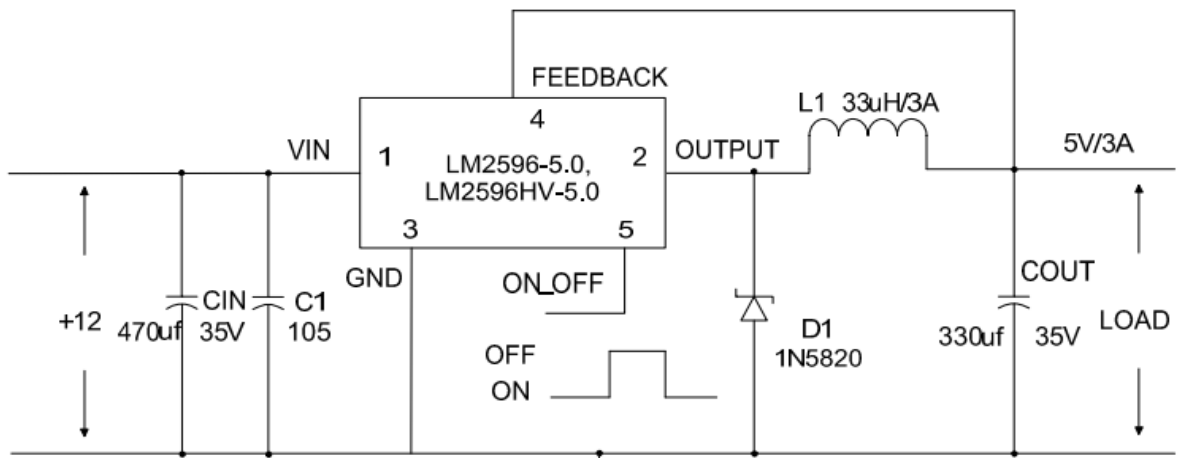 FEEDBACK
L1 33uH/3A
4
VIN
1
2
OUTPUT
5V/3A
LM2596-5.0,
LM2596HV-5.0
3
5
GND
ON_OFF
COUT
CIN
C1
+12
470uf
35V
105
D1
1N5820
330uf
35V
LOAD
OFF
ON